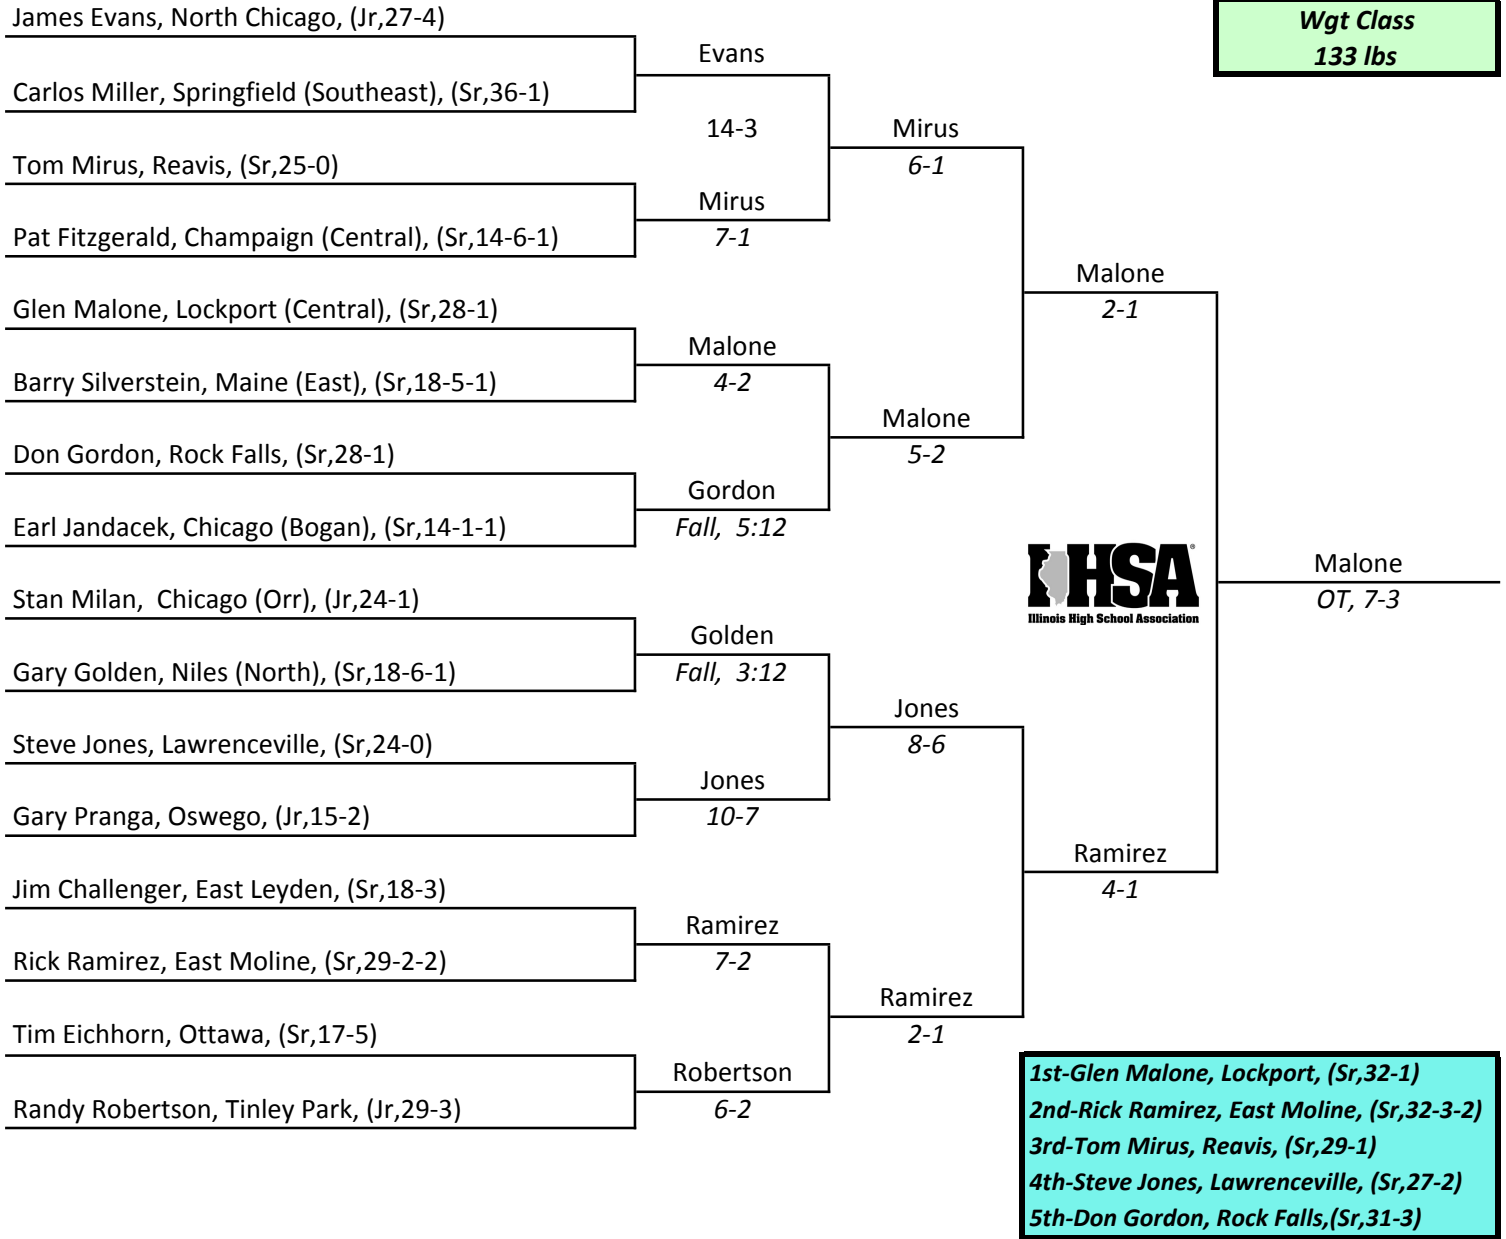 James Evans, North Chicago, (Jr,27-4)
Wgt Class
133 lbs
Evans
Carlos Miller, Springfield (Southeast), (Sr,36-1)
14-3
Mirus
6-1
Tom Mirus, Reavis, (Sr,25-0)
Mirus
7-1
Pat Fitzgerald, Champaign (Central), (Sr,14-6-1)
Malone
2-1
Glen Malone, Lockport (Central), (Sr,28-1)
Malone
4-2
Barry Silverstein, Maine (East), (Sr,18-5-1)
Malone
5-2
Don Gordon, Rock Falls, (Sr,28-1)
Gordon
Fall,  5:12
Earl Jandacek, Chicago (Bogan), (Sr,14-1-1)
IHSA®
Illinois High School Association
Malone
OT, 7-3
Stan Milan,  Chicago (Orr), (Jr,24-1)
Golden
Fall,  3:12
Gary Golden, Niles (North), (Sr,18-6-1)
Jones
8-6
Steve Jones, Lawrenceville, (Sr,24-0)
Jones
10-7
Gary Pranga, Oswego, (Jr,15-2)
Ramirez
4-1
Jim Challenger, East Leyden, (Sr,18-3)
Ramirez
7-2
Rick Ramirez, East Moline, (Sr,29-2-2)
Ramirez
2-1
Tim Eichhorn, Ottawa, (Sr,17-5)
Robertson
6-2
Randy Robertson, Tinley Park, (Jr,29-3)
1st-Glen Malone, Lockport, (Sr,32-1)
2nd-Rick Ramirez, East Moline, (Sr,32-3-2)
3rd-Tom Mirus, Reavis, (Sr,29-1)
4th-Steve Jones, Lawrenceville, (Sr,27-2)
5th-Don Gordon, Rock Falls,(Sr,31-3)